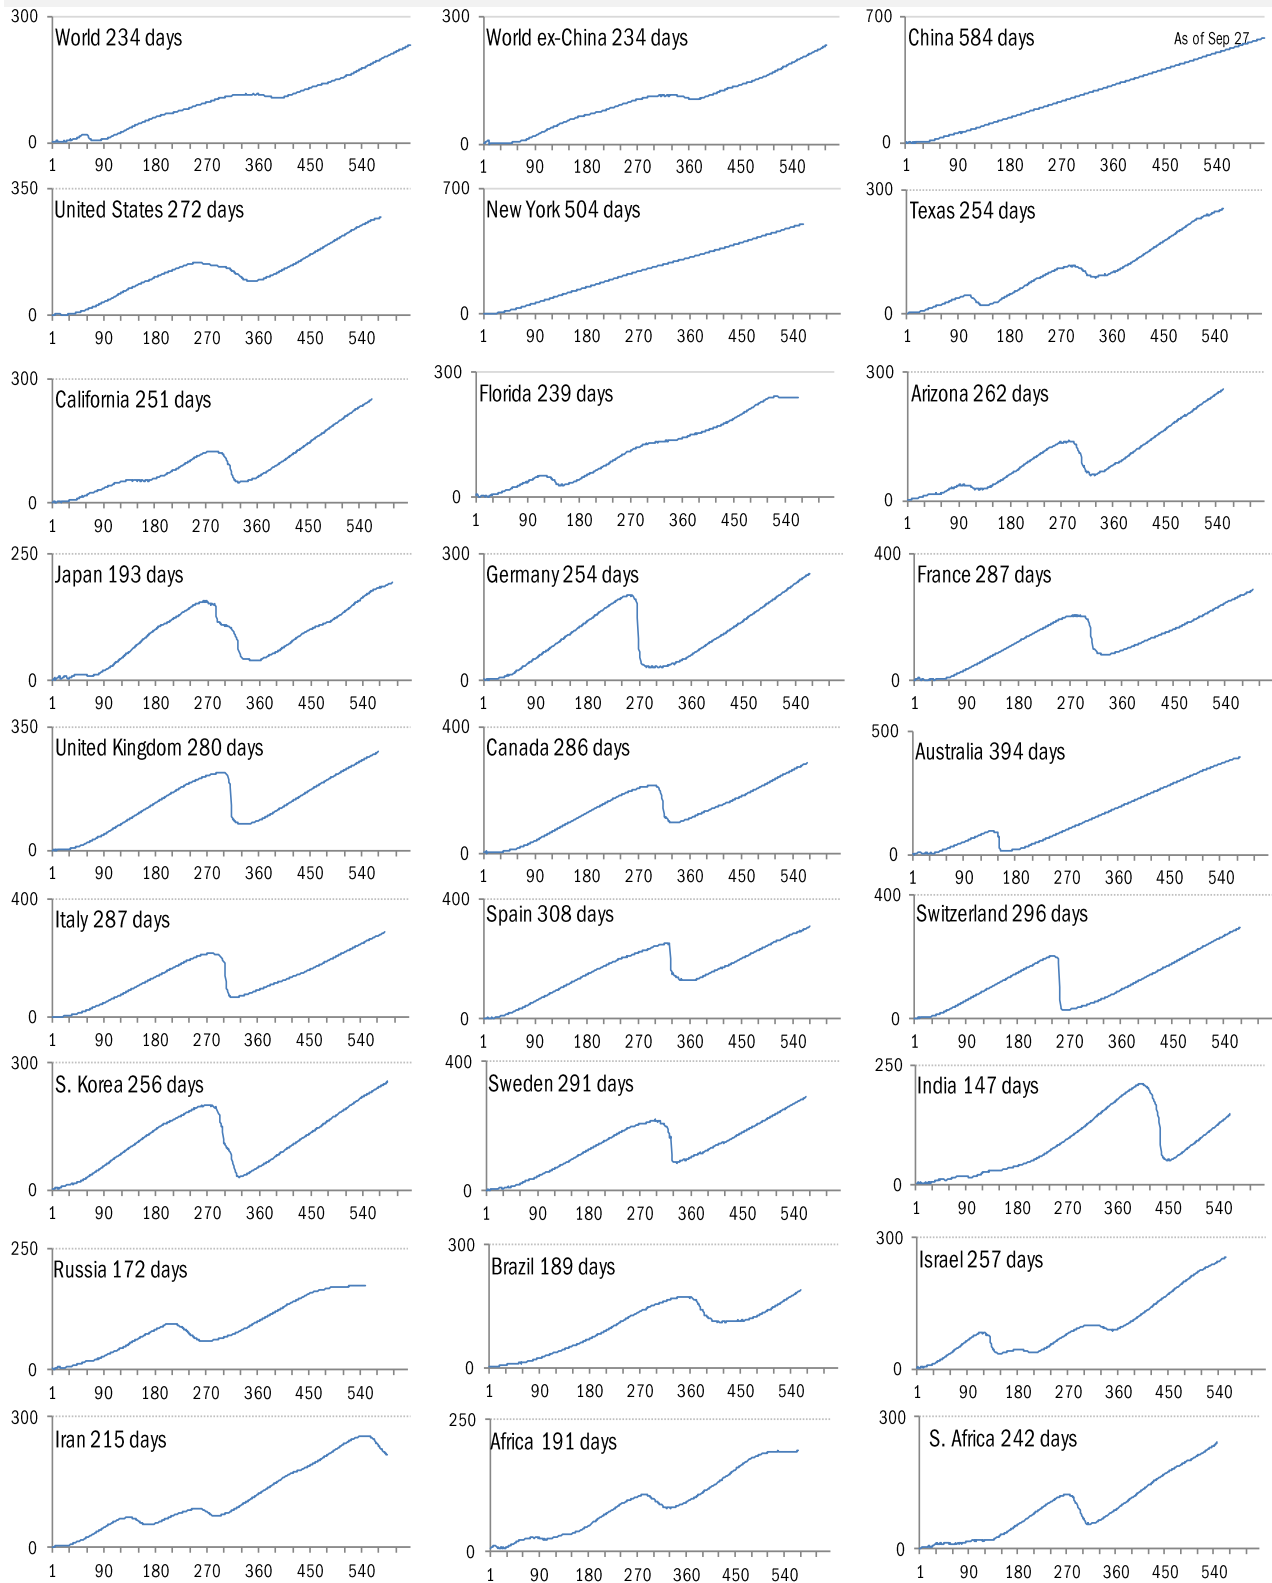 300 300 700
World 234 days World ex-China 234 days China 584 days As of Sep 27
0 0 0
1 90 180 270 360 450 540 1 90 180 270 360 450 540 1 90 180 270 360 450 540
350 700 300
United States 272 days New York 504 days Texas 254 days
0 0 0
1 90 180 270 360 450 540 1 90 180 270 360 450 540 1 90 180 270 360 450 540
300 300 300
California 251 days Florida 239 days Arizona 262 days
0 0 0
1 90 180 270 360 450 540 1 90 180 270 360 450 540 1 90 180 270 360 450 540
250 300 400
Japan 193 days Germany 254 days France 287 days
0 0 0
1 90 180 270 360 450 540 1 90 180 270 360 450 540 1 90 180 270 360 450 540
350 400 500
United Kingdom 280 days Canada 286 days Australia 394 days
0 0 0
1 90 180 270 360 450 540 1 90 180 270 360 450 540 1 90 180 270 360 450 540
400 400 400
Italy 287 days Spain 308 days Switzerland 296 days
0 0 0
1 90 180 270 360 450 540 1 90 180 270 360 450 540 1 90 180 270 360 450 540
300 400 250
S. Korea 256 days Sweden 291 days India 147 days
0 0 0
1 90 180 270 360 450 540 1 90 180 270 360 450 540 1 90 180 270 360 450 540
250 300 300
Russia 172 days Brazil 189 days Israel 257 days
0 0 0
1 90 180 270 360 450 540 1 90 180 270 360 450 540 1 90 180 270 360 450 540
300 250 300
Iran 215 days Africa 191 days S. Africa 242 days
0 0 0
1 90 180 270 360 450 540 1 90 180 270 360 450 540 1 90 180 270 360 450 540